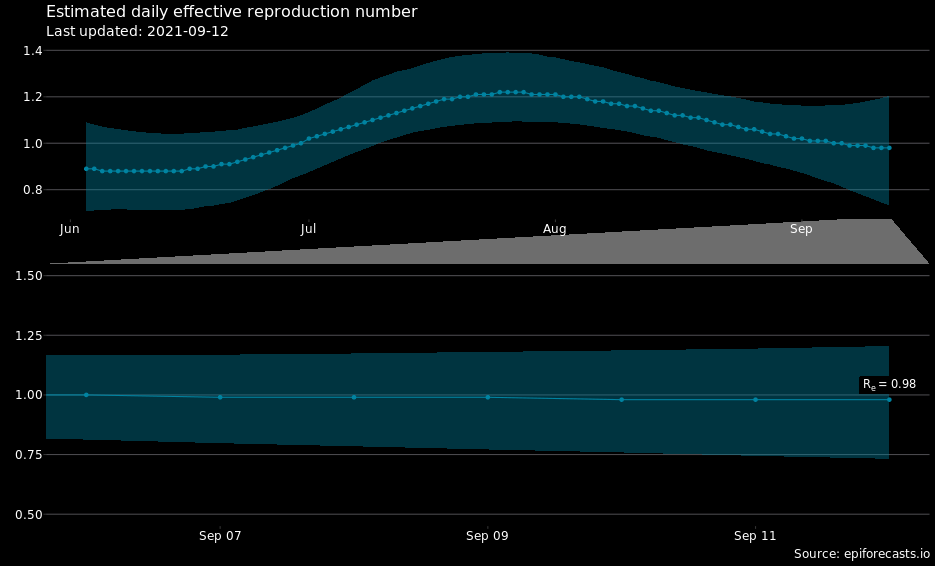 Estimated daily effective reproduction number
Last updated: 2021-09-12
1.4
1.2
1.0
0.8
Jun Jul Aug Sep
1.50
1.25
1.00
0.75
0.50
Re = 0.98
Sep 07 Sep 09 Sep 11
Source: epiforecasts.io